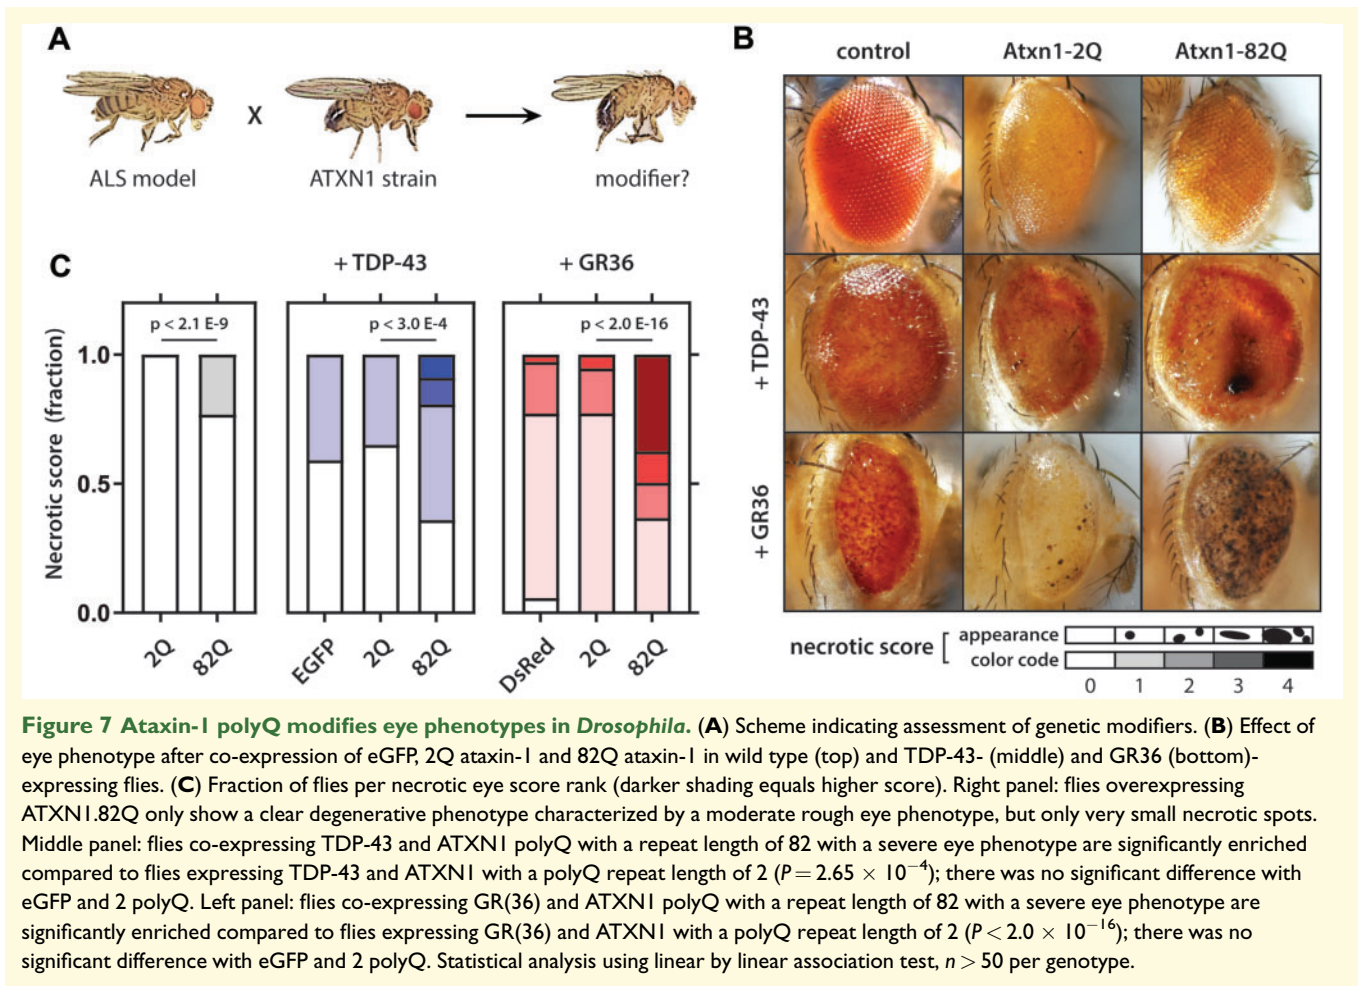 A
ALS model
X
ATXN1 strain
modifier?
B
control
Atxn1-2Q
Atxn1-82Q
+ TDP-43
+ GR36
necrotic score
appearance
color code
0 1 2 3 4
C
+ TDP-43
+ GR36
Necrotic score (fraction)
1.0
0.5
0.0
p < 2.1 E-9
p < 3.0 E-4
p < 2.0 E-16
2Q
82Q
EGFP
2Q
82Q
DsRed
2Q
82Q
Figure 7 Ataxin-1 polyQ modifies eye phenotypes in Drosophila. (A) Scheme indicating assessment of genetic modifiers. (B) Effect of
eye phenotype after co-expression of eGFP, 2Q ataxin-1 and 82Q ataxin-1 in wild type (top) and TDP-43- (middle) and GR36 (bottom)-
expressing flies. (C) Fraction of flies per necrotic eye score rank (darker shading equals higher score). Right panel: flies overexpressing
ATXN1.82Q only show a clear degenerative phenotype characterized by a moderate rough eye phenotype, but only very small necrotic spots.
Middle panel: flies co-expressing TDP-43 and ATXN1 polyQ with a repeat length of 82 with a severe eye phenotype are significantly enriched
compared to flies expressing TDP-43 and ATXN1 with a polyQ repeat length of 2 (P = 2.65 × 10⁻⁴); there was no significant difference with
eGFP and 2 polyQ. Left panel: flies co-expressing GR(36) and ATXN1 polyQ with a repeat length of 82 with a severe eye phenotype are
significantly enriched compared to flies expressing GR(36) and ATXN1 with a polyQ repeat length of 2 (P < 2.0 × 10⁻¹⁶); there was no
significant difference with eGFP and 2 polyQ. Statistical analysis using linear by linear association test, n > 50 per genotype.